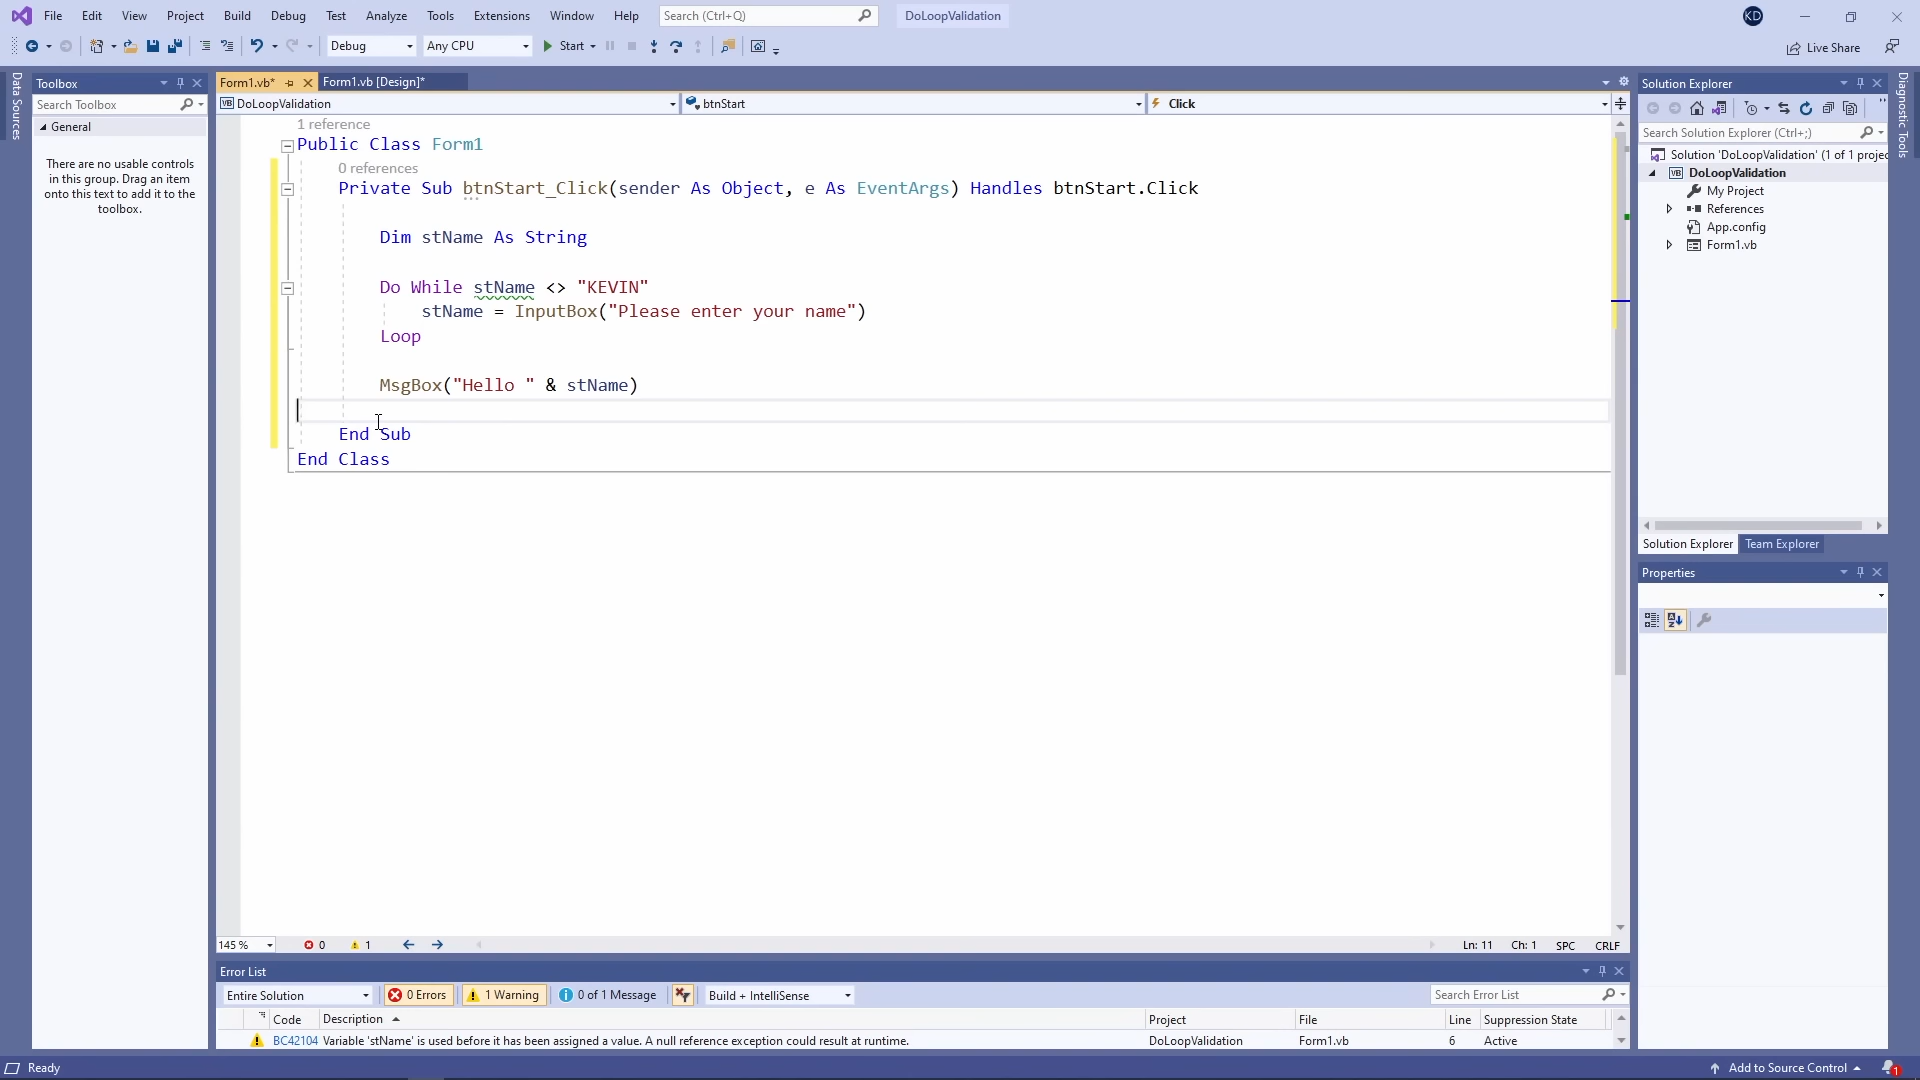 File Edit View Project Build Debug Test Analyze Tools Extensions Window Help Search (Ctrl+Q) DoLoopValidation KD
Debug Any CPU Start Live Share
Data Sources
Toolbox
Search Toolbox
General
There are no usable controls
in this group. Drag an item
onto this text to add it to the
toolbox.
Form1.vb* Form1.vb [Design]*
DoLoopValidation btnStart Click
1 reference
Public Class Form1
0 references
Private Sub btnStart_Click(sender As Object, e As EventArgs) Handles btnStart.Click
Dim stName As String
Do While stName <> "KEVIN"
stName = InputBox("Please enter your name")
Loop
MsgBox("Hello " & stName)
End Sub
End Class
145 % 0 1 Ln: 11 Ch: 1 SPC CRLF
Error List
Entire Solution 0 Errors 1 Warning 0 of 1 Message Build + IntelliSense Search Error List
Code Description Project File Line Suppression State
BC42104 Variable 'stName' is used before it has been assigned a value. A null reference exception could result at runtime. DoLoopValidation Form1.vb 6 Active
Solution Explorer
Search Solution Explorer (Ctrl+;)
Solution 'DoLoopValidation' (1 of 1 projec
DoLoopValidation
My Project
References
App.config
Form1.vb
Solution Explorer Team Explorer
Properties
Diagnostic Tools
Ready Add to Source Control 1